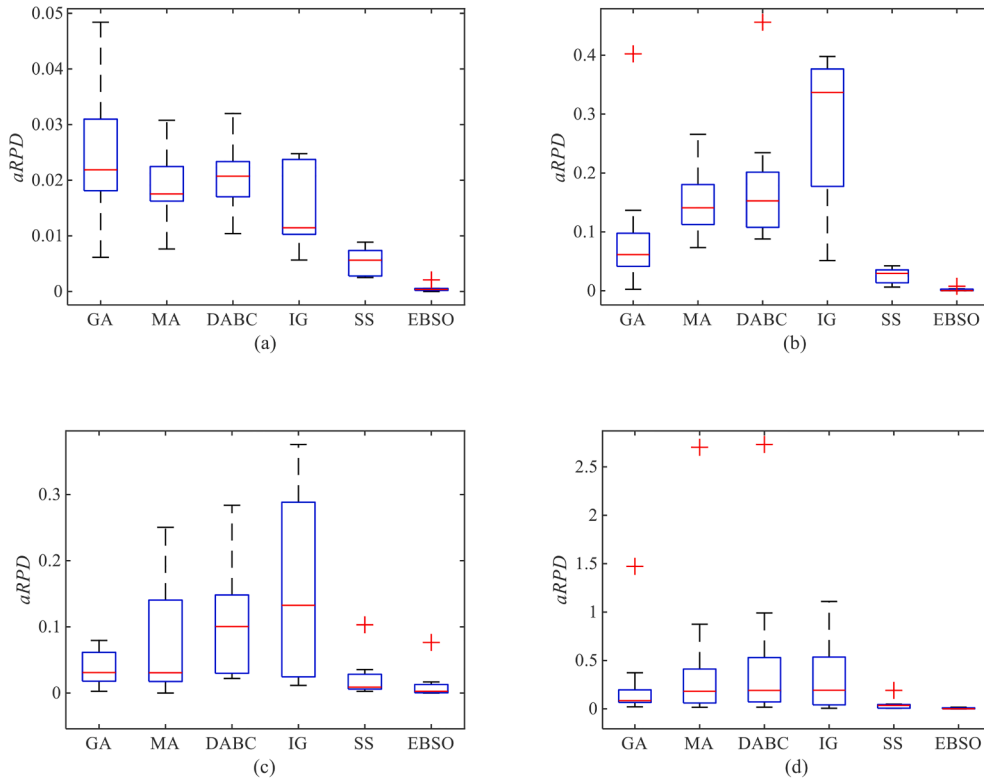 0.05
0.04
0.03
0.02
0.01
0
aRPD
GA MA DABC IG SS EBSO
(a)
0.4
0.3
0.2
0.1
0
aRPD
GA MA DABC IG SS EBSO
(b)
0.3
0.2
0.1
0
aRPD
GA MA DABC IG SS EBSO
(c)
2.5
2
1.5
1
0.5
0
aRPD
GA MA DABC IG SS EBSO
(d)